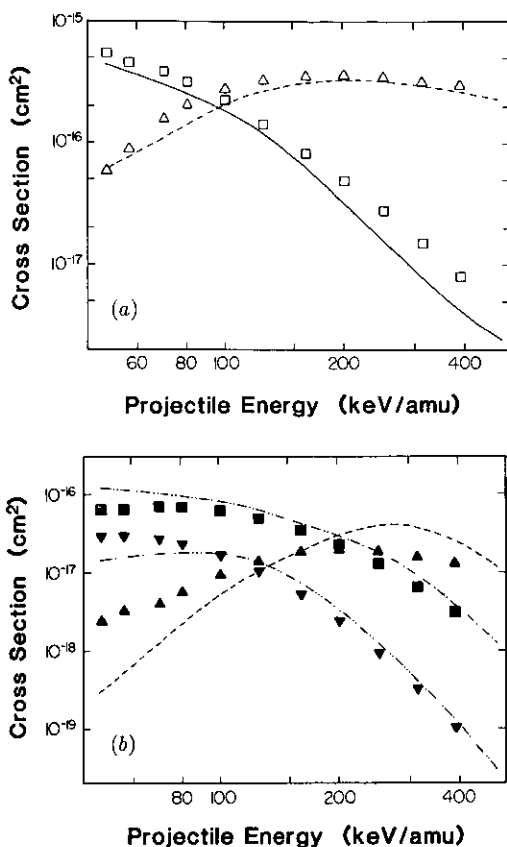 10⁻¹⁵
10⁻¹⁶
10⁻¹⁷
Cross Section (cm²)
(a)
60 80 100 200 400
Projectile Energy (keV/amu)
10⁻¹⁶
10⁻¹⁷
10⁻¹⁸
10⁻¹⁹
Cross Section (cm²)
(b)
80 100 200 400
Projectile Energy (keV/amu)